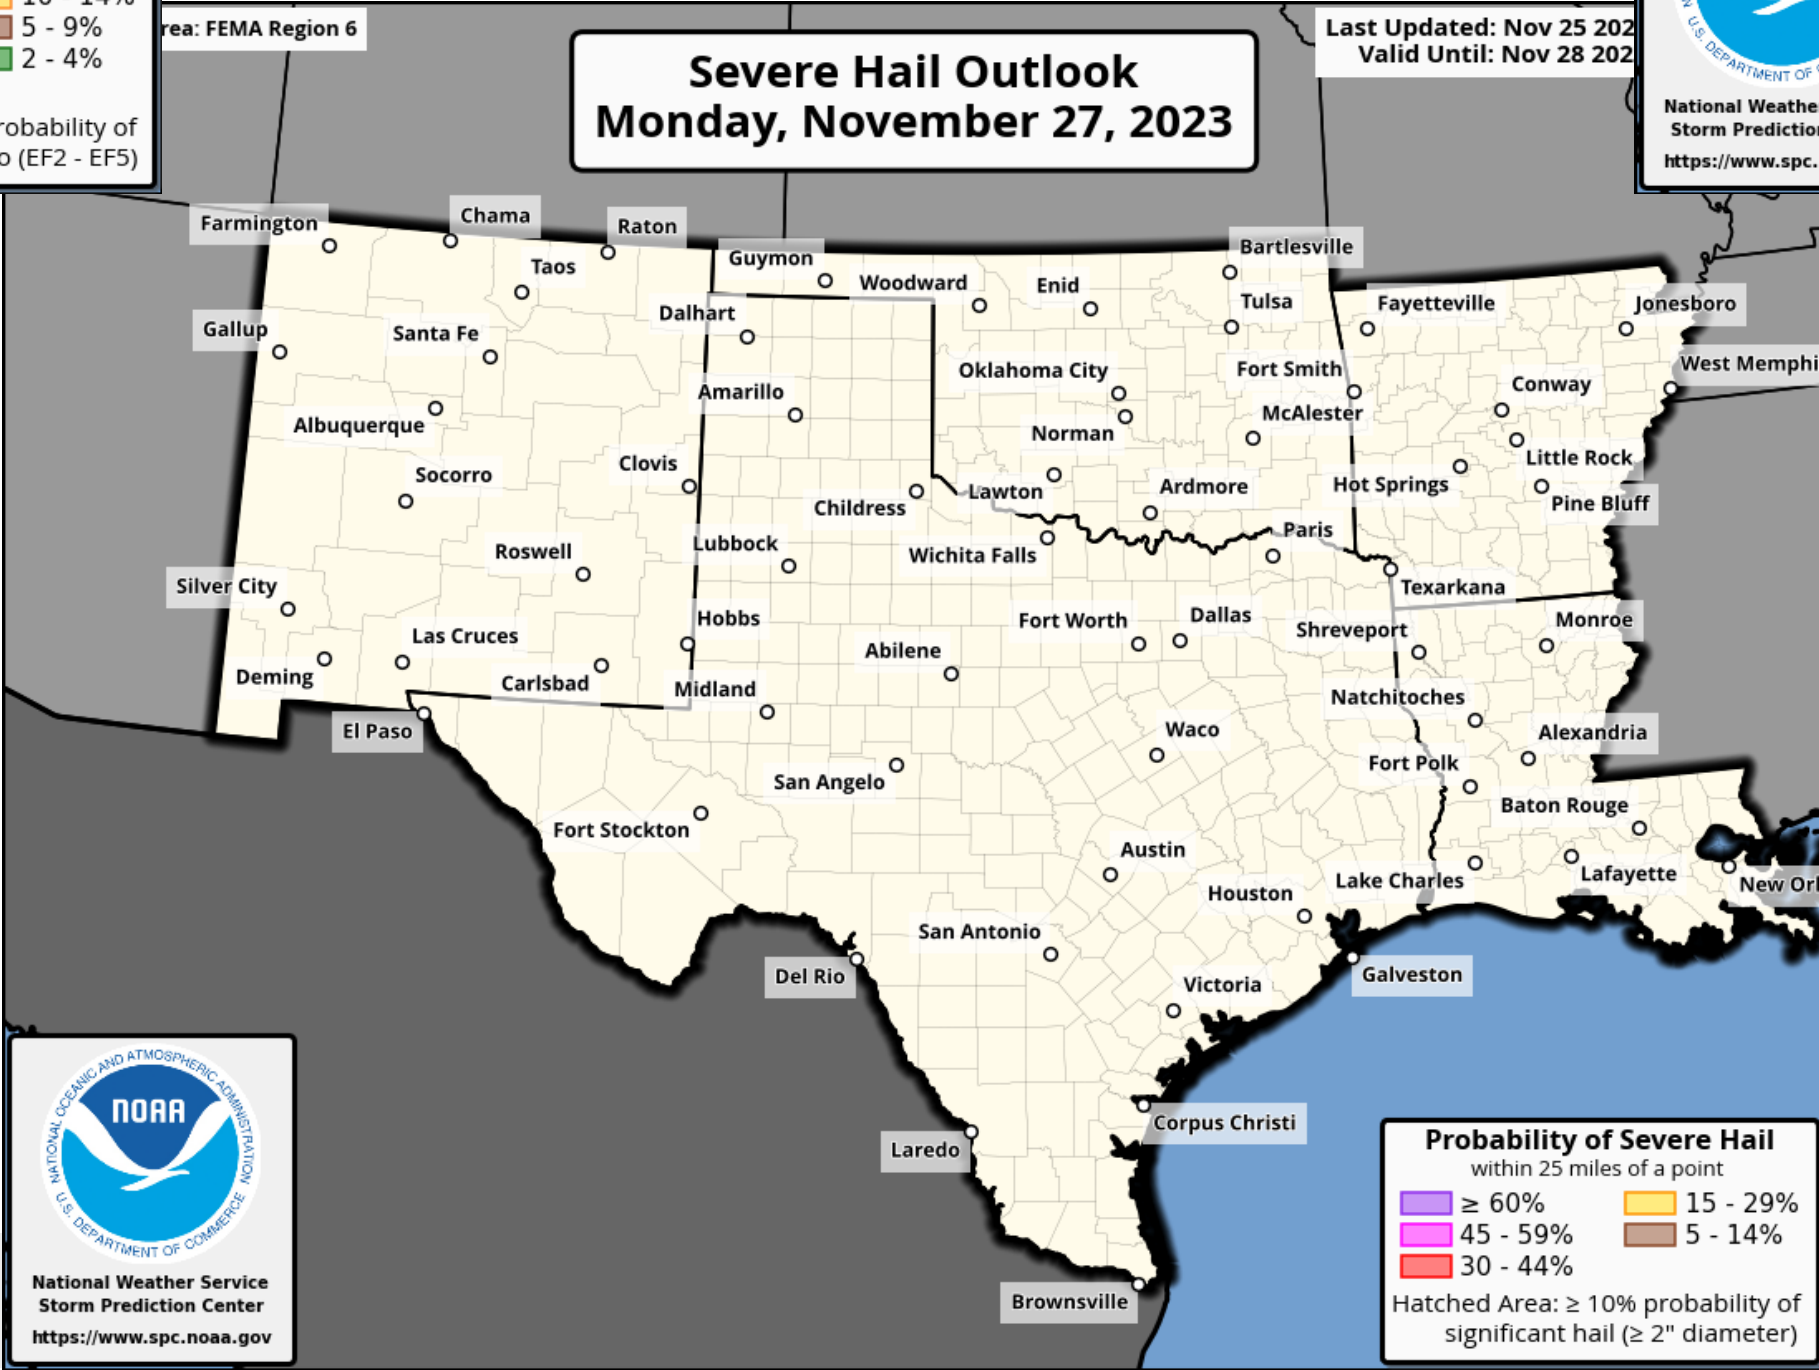 5 - 9%
2 - 4%
robability of
o (EF2 - EF5)
rea: FEMA Region 6
Severe Hail Outlook
Monday, November 27, 2023
Last Updated: Nov 25 202
Valid Until: Nov 28 202
U.S. DEPARTMENT OF
National Weathe
Storm Prediction
https://www.spc.
Farmington
Chama
Raton
Taos
Guymon
Woodward
Enid
Bartlesville
Tulsa
Fayetteville
Jonesboro
Dalhart
Gallup
Santa Fe
West Memphi
Oklahoma City
Fort Smith
Conway
Amarillo
Albuquerque
McAlester
Norman
Little Rock
Socorro
Clovis
Childress
Lawton
Ardmore
Hot Springs
Pine Bluff
Paris
Roswell
Lubbock
Wichita Falls
Silver City
Texarkana
Hobbs
Fort Worth
Dallas
Shreveport
Monroe
Las Cruces
Abilene
Deming
Carlsbad
Midland
Natchitoches
El Paso
Waco
Alexandria
San Angelo
Fort Polk
Fort Stockton
Baton Rouge
Austin
Lake Charles
Lafayette
New Orl
Houston
San Antonio
Del Rio
Victoria
Galveston
Corpus Christi
Laredo
Brownsville
NATIONAL OCEANIC AND ATMOSPHERIC ADMINISTRATION
NOAA
U.S. DEPARTMENT OF COMMERCE
National Weather Service
Storm Prediction Center
https://www.spc.noaa.gov
Probability of Severe Hail
within 25 miles of a point
≥ 60% 15 - 29%
45 - 59% 5 - 14%
30 - 44%
Hatched Area: ≥ 10% probability of
significant hail (≥ 2" diameter)